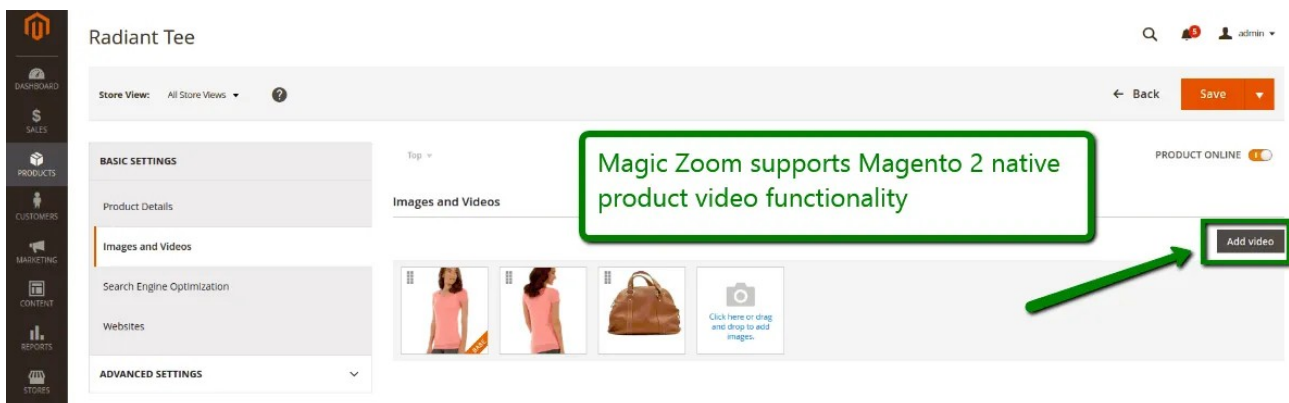 Radiant Tee
5
admin
DASHBOARD
Store View: All Store Views
?
Back
Save
SALES
PRODUCTS
BASIC SETTINGS
Top
Magic Zoom supports Magento 2 native
product video functionality
PRODUCT ONLINE
Product Details
Images and Videos
CUSTOMERS
Images and Videos
Add video
MARKETING
Search Engine Optimization
CONTENT
Click here or drag
and drop to add
images.
Websites
BASE
REPORTS
ADVANCED SETTINGS
STORES